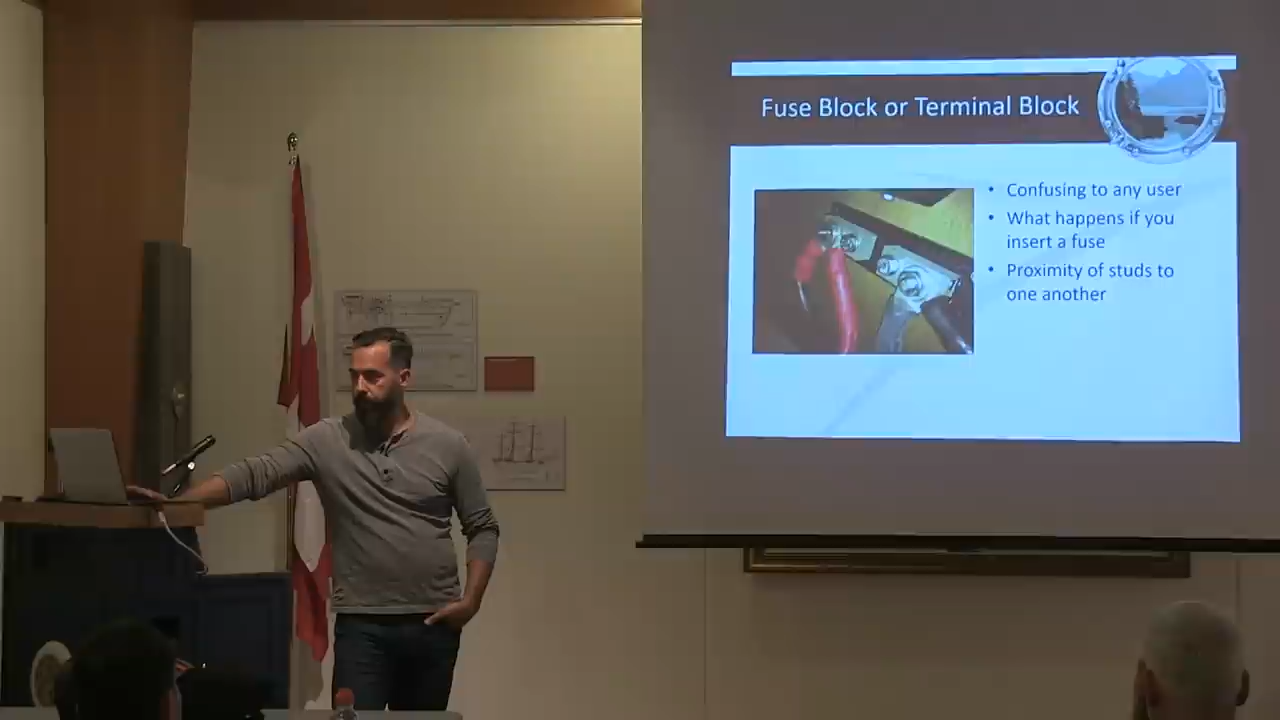 Fuse Block or Terminal Block
• Confusing to any user
• What happens if you
insert a fuse
• Proximity of studs to
one another